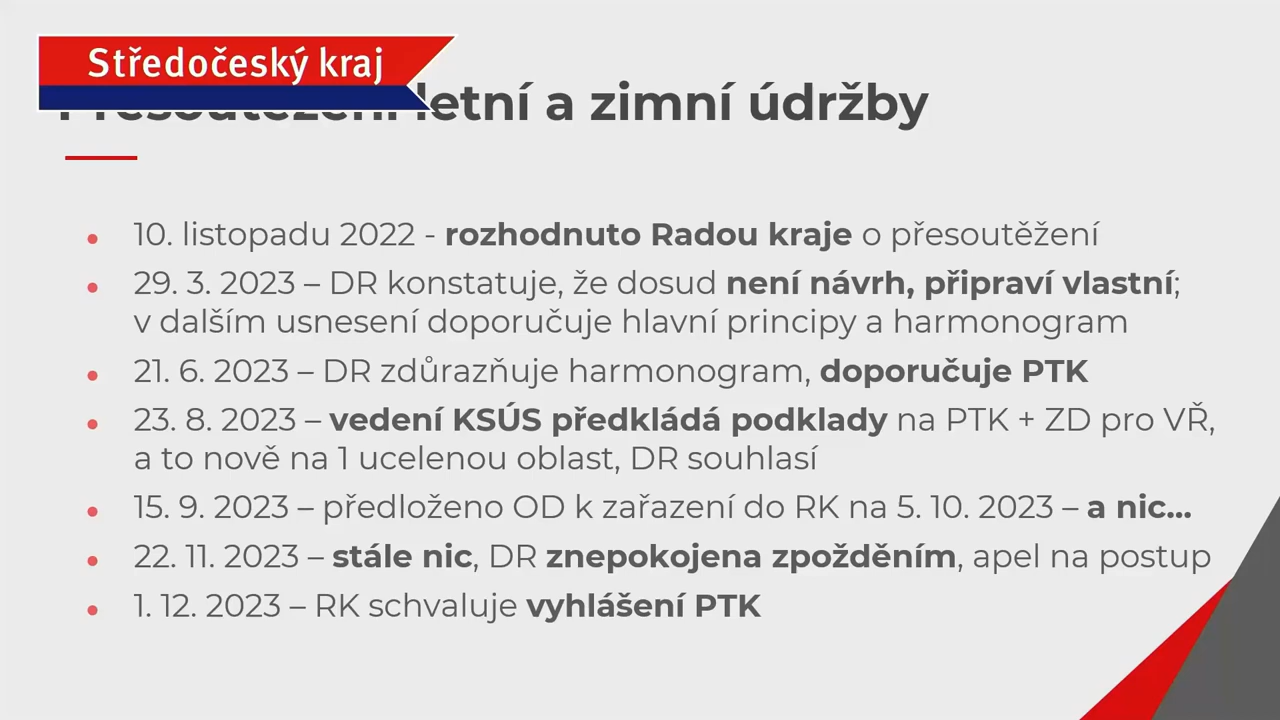 Středočeský kraj
Přesoutěžení letní a zimní údržby
10. listopadu 2022 - rozhodnuto Radou kraje o přesoutěžení
29. 3. 2023 – DR konstatuje, že dosud není návrh, připraví vlastní;
v dalším usnesení doporučuje hlavní principy a harmonogram
21. 6. 2023 – DR zdůrazňuje harmonogram, doporučuje PTK
23. 8. 2023 – vedení KSÚS předkládá podklady na PTK + ZD pro VŘ,
a to nově na 1 ucelenou oblast, DR souhlasí
15. 9. 2023 – předloženo OD k zařazení do RK na 5. 10. 2023 – a nic...
22. 11. 2023 – stále nic, DR znepokojena zpožděním, apel na postup
1. 12. 2023 – RK schvaluje vyhlášení PTK